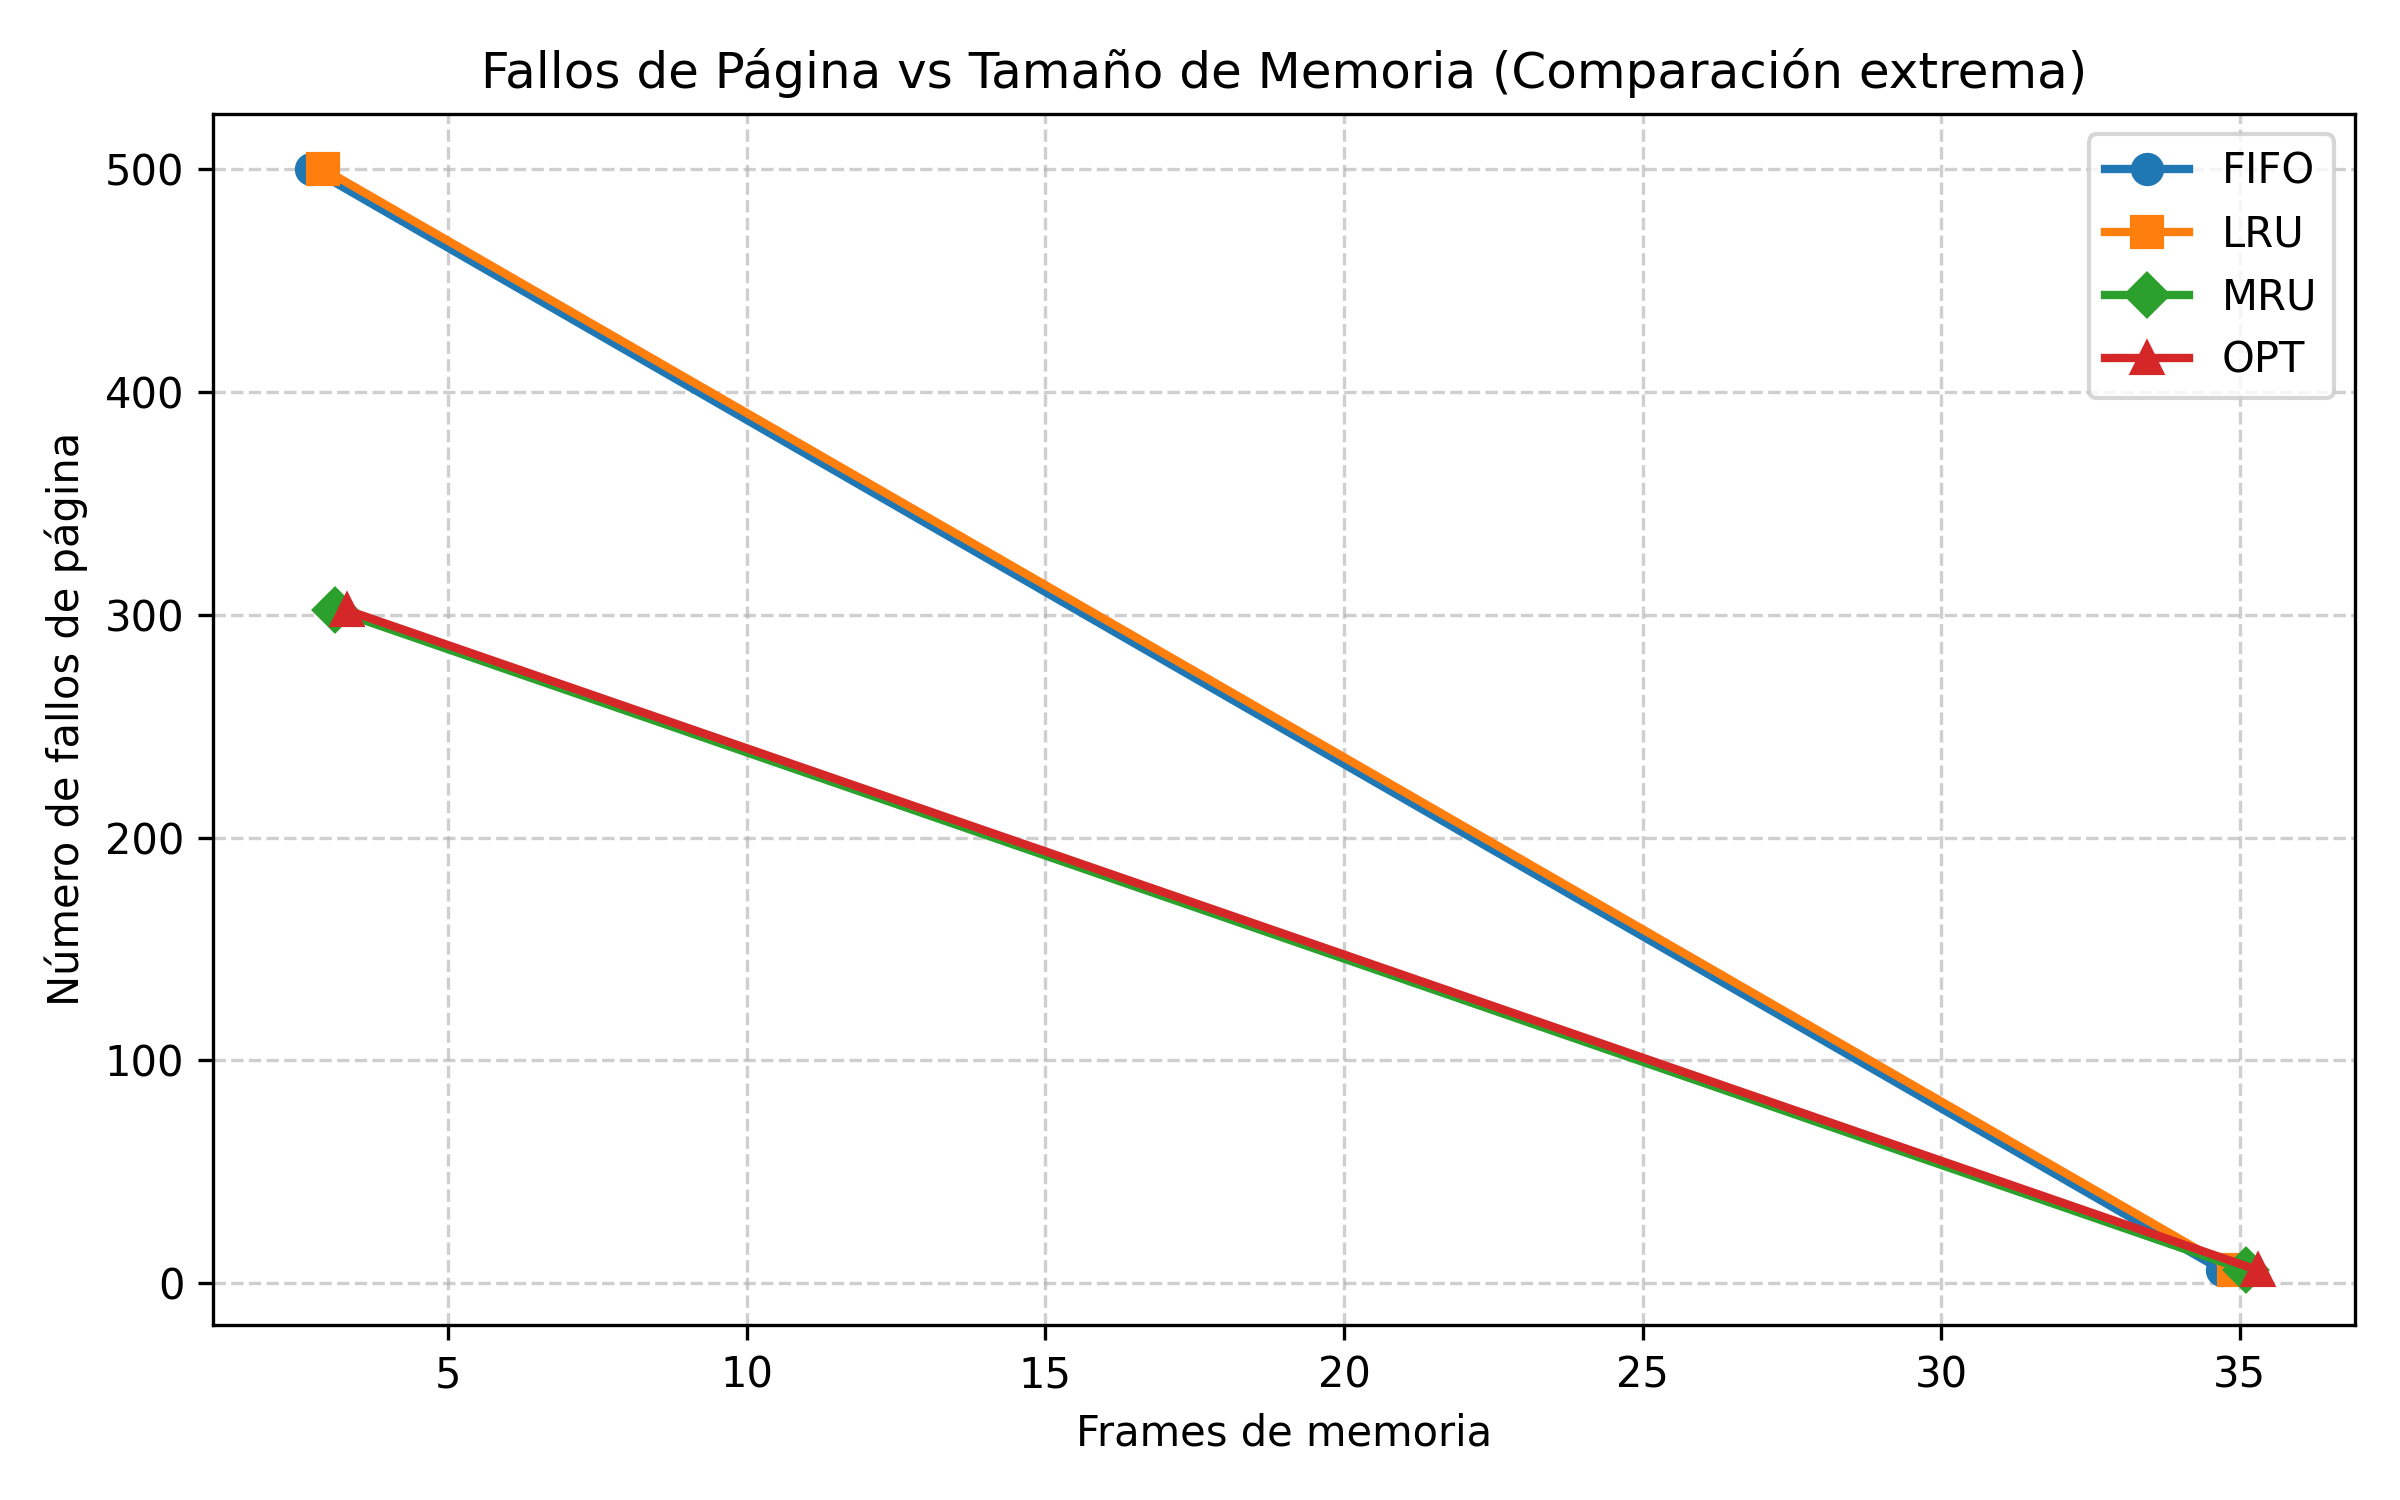 Fallos de Página vs Tamaño de Memoria (Comparación extrema)
FIFO
LRU
MRU
OPT
Número de fallos de página
500
400
300
200
100
0
5 10 15 20 25 30 35
Frames de memoria